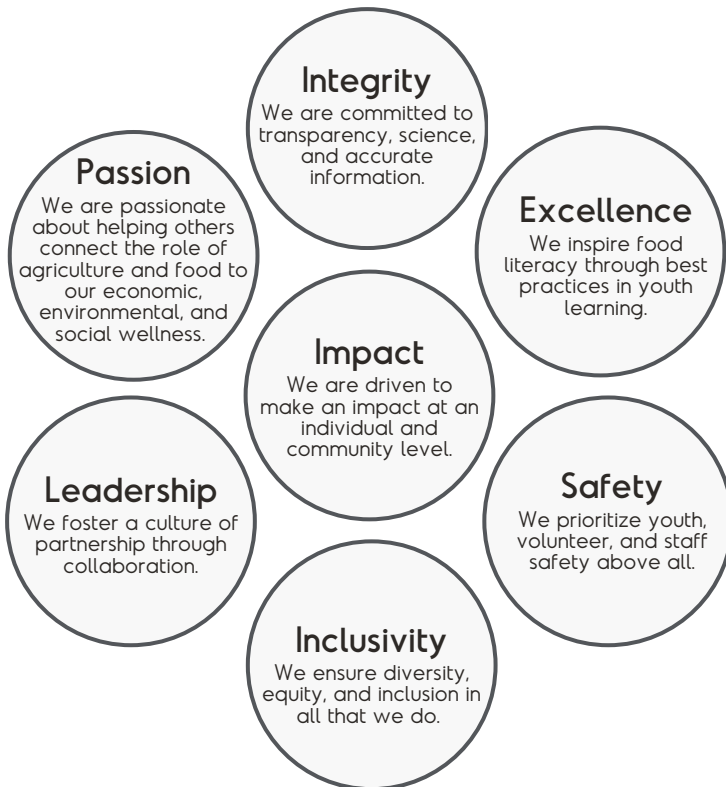 Integrity
We are committed to
transparency, science,
and accurate
information.
Passion
We are passionate
about helping others
connect the role of
agriculture and food to
our economic,
environmental, and
social wellness.
Excellence
We inspire food
literacy through best
practices in youth
learning.
Impact
We are driven to
make an impact at an
individual and
community level.
Leadership
We foster a culture of
partnership through
collaboration.
Safety
We prioritize youth,
volunteer, and staff
safety above all.
Inclusivity
We ensure diversity,
equity, and inclusion in
all that we do.